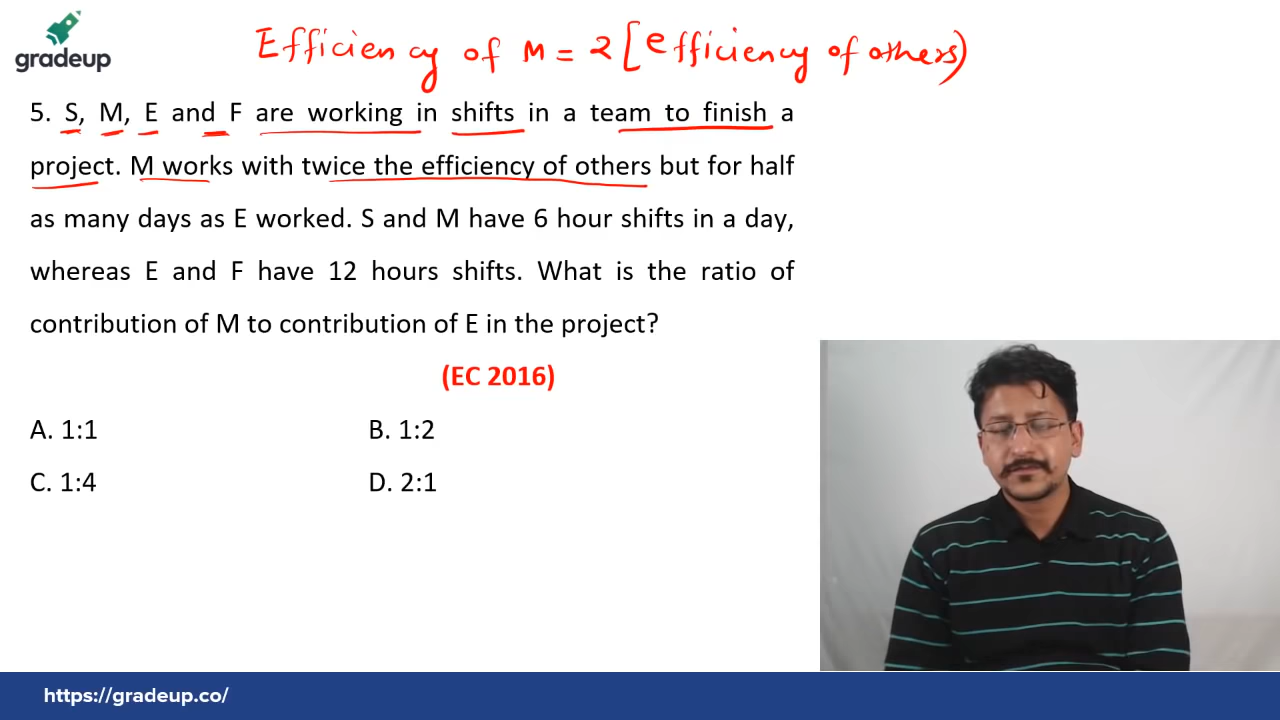 gradeup
Efficiency of M = 2 [efficiency of others)
5. S, M, E and F are working in shifts in a team to finish a
project. M works with twice the efficiency of others but for half
as many days as E worked. S and M have 6 hour shifts in a day,
whereas E and F have 12 hours shifts. What is the ratio of
contribution of M to contribution of E in the project?
(EC 2016)
A. 1:1 B. 1:2
C. 1:4 D. 2:1
https://gradeup.co/